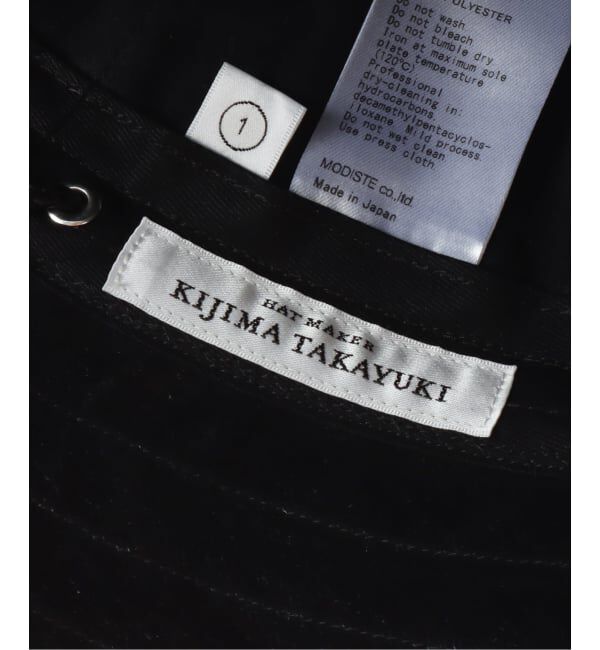 POLYESTER
Do not wash
Do not bleach
Do not tumble dry
Iron at maximum sole
plate temperature
(120℃)
Professional
dry-cleaning in:
hydrocarbons,
decamethylpentacyclos-
iloxane. Mild process.
Do not wet clean
Use press cloth.
MODISTE co.,ltd.
Made in Japan
1
HAT MAKER
KIJIMA TAKAYUKI